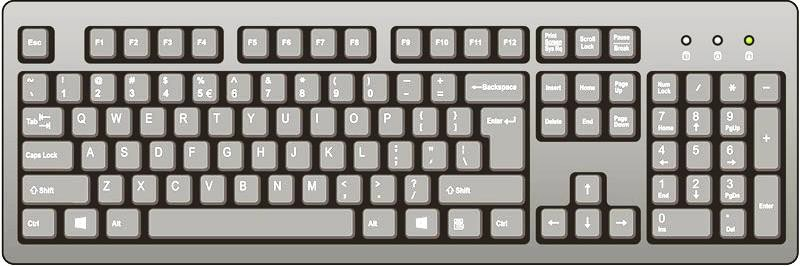 Esc F1 F2 F3 F4 F5 F6 F7 F8 F9 F10 F11 F12 Print Screen Sys Rq Scroll Lock Pause Break
~ ! @ # $ % ^ & * ( ) — +
` 1 2 3 4 5 € 6 7 8 9 0 - = ←Backspace Insert Home Page Up Num Lock / * −
Tab Q W E R T Y U I O P { [ } ] Enter Delete End Page Down 7 Home 8 ↑ 9 PgUp +
Caps Lock A S D F G H J K L : ; " ' | \ 4 ← 5 6 →
⇧ Shift Z X C V B N M < , > . ? / ⇧ Shift ↑ 1 End 2 ↓ 3 PgDn Enter
Ctrl Alt Alt Ctrl ← ↓ → 0 Ins . Del